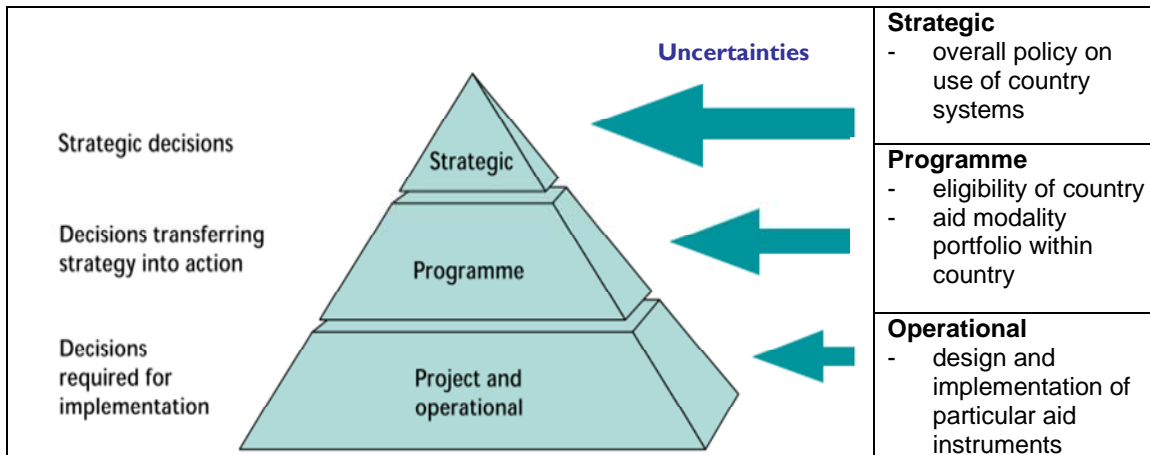 Uncertainties
Strategic decisions
Strategic
Decisions transferring
strategy into action
Programme
Decisions
required for
implementation
Project and
operational
Strategic
- overall policy on
use of country
systems
Programme
- eligibility of country
- aid modality
portfolio within
country
Operational
- design and
implementation of
particular aid
instruments